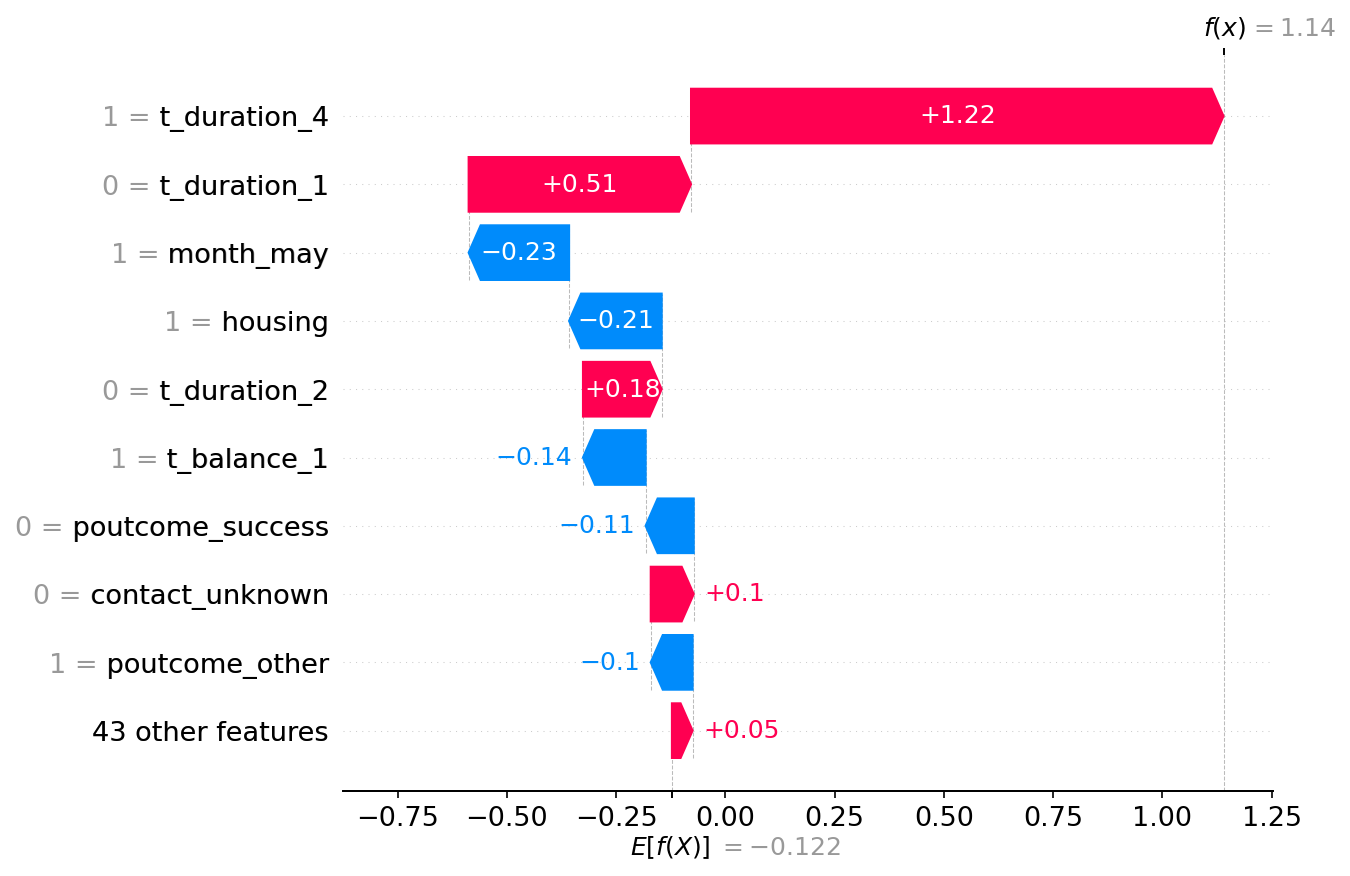 f(x) = 1.14
1 = t_duration_4 +1.22
0 = t_duration_1 +0.51
1 = month_may −0.23
1 = housing −0.21
0 = t_duration_2 +0.18
1 = t_balance_1 −0.14
0 = poutcome_success −0.11
0 = contact_unknown +0.1
1 = poutcome_other −0.1
43 other features +0.05
−0.75 −0.50 −0.25 0.00 0.25 0.50 0.75 1.00 1.25
E[f(X)] = −0.122